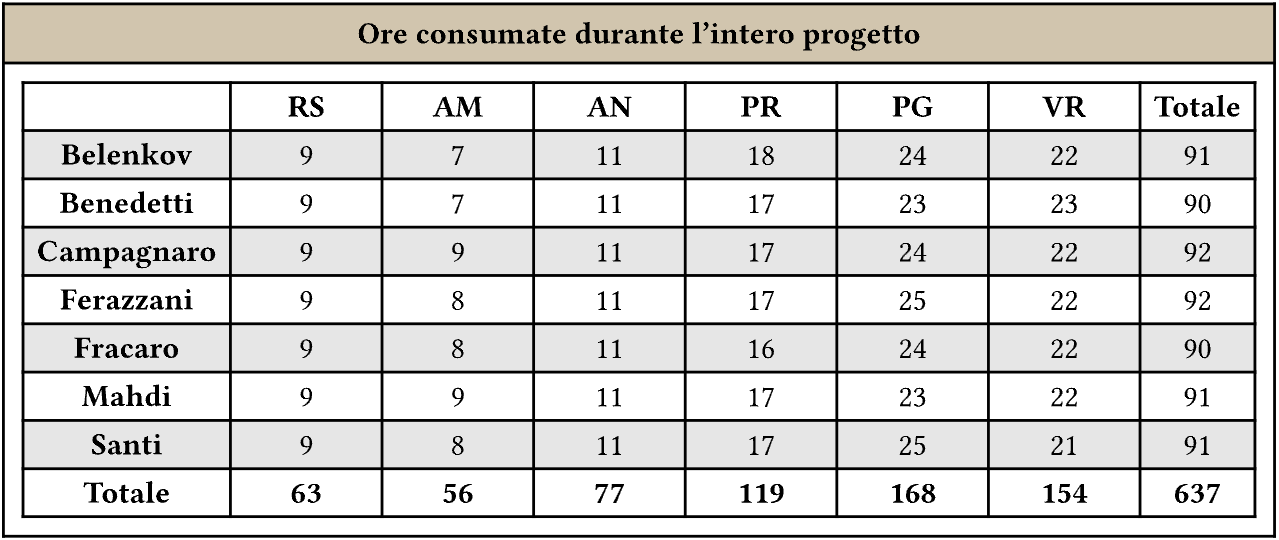 Ore consumate durante l’intero progetto
RS AM AN PR PG VR Totale
Belenkov 9 7 11 18 24 22 91
Benedetti 9 7 11 17 23 23 90
Campagnaro 9 9 11 17 24 22 92
Ferazzani 9 8 11 17 25 22 92
Fracaro 9 8 11 16 24 22 90
Mahdi 9 9 11 17 23 22 91
Santi 9 8 11 17 25 21 91
Totale 63 56 77 119 168 154 637